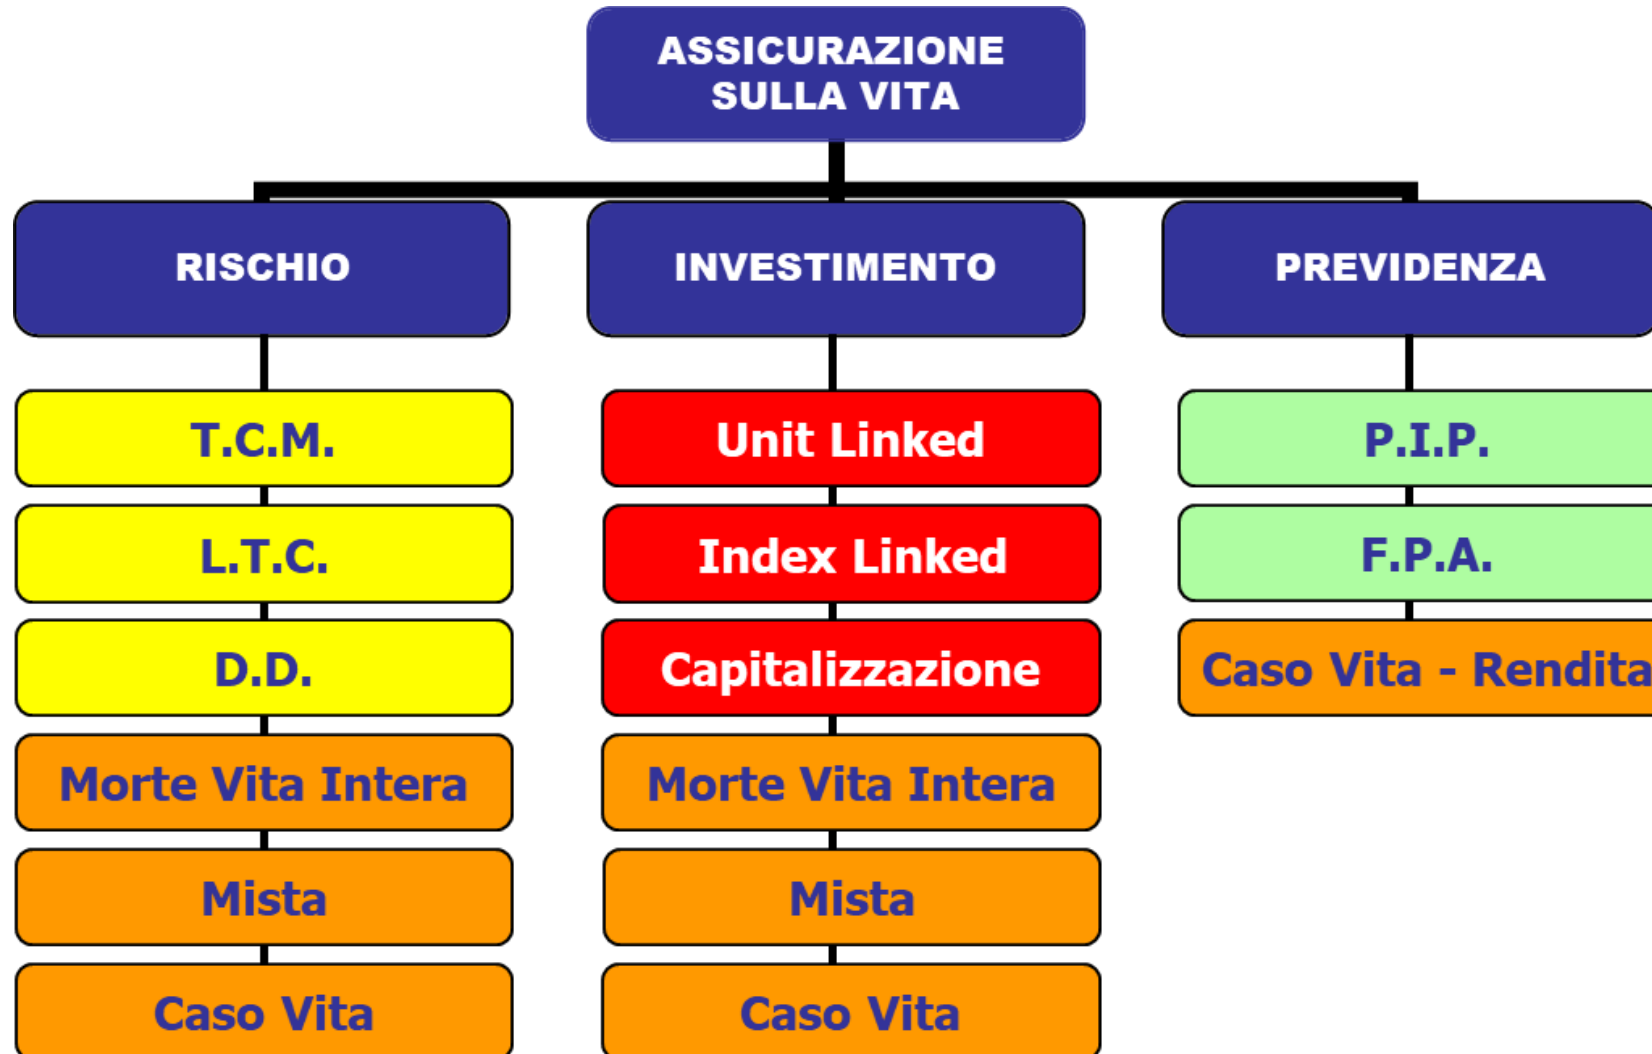 ASSICURAZIONE
SULLA VITA
RISCHIO
INVESTIMENTO
PREVIDENZA
T.C.M.
L.T.C.
D.D.
Morte Vita Intera
Mista
Caso Vita
Unit Linked
Index Linked
Capitalizzazione
Morte Vita Intera
Mista
Caso Vita
P.I.P.
F.P.A.
Caso Vita - Rendita